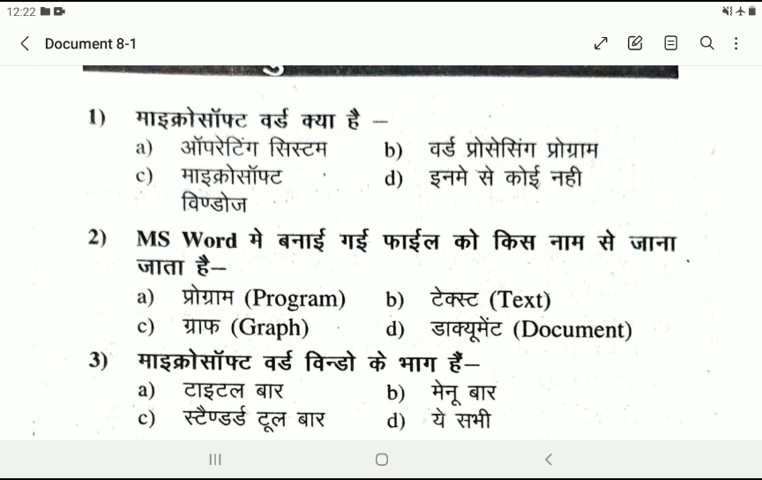 12:22
Document 8-1
1) माइक्रोसॉफ्ट वर्ड क्या है –
a) ऑपरेटिंग सिस्टम b) वर्ड प्रोसेसिंग प्रोग्राम
c) माइक्रोसॉफ्ट d) इनमे से कोई नही
विण्डोज
2) MS Word मे बनाई गई फाईल को किस नाम से जाना
जाता है–
a) प्रोग्राम (Program) b) टेक्स्ट (Text)
c) ग्राफ (Graph) d) डाक्यूमेंट (Document)
3) माइक्रोसॉफ्ट वर्ड विन्डो के भाग हैं–
a) टाइटल बार b) मेनू बार
c) स्टैण्डर्ड टूल बार d) ये सभी